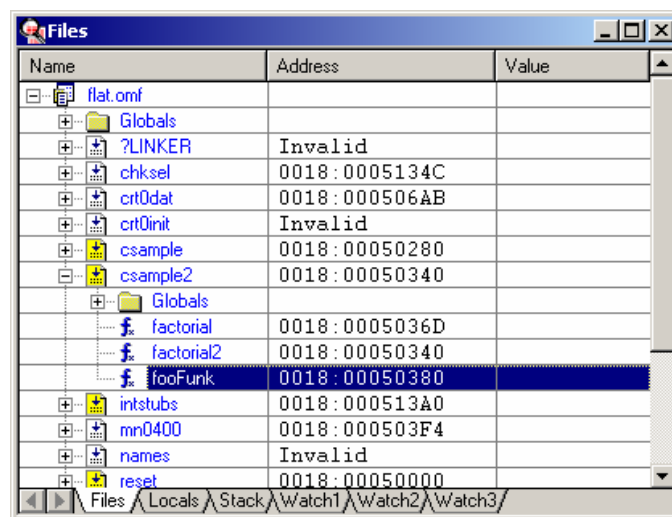 Files
Name Address Value
flat.omf
Globals
?LINKER Invalid
chksel 0018:0005134C
crt0dat 0018:000506AB
crt0init Invalid
csample 0018:00050280
csample2 0018:00050340
Globals
factorial 0018:0005036D
factorial2 0018:00050340
fooFunk 0018:00050380
intstubs 0018:000513A0
mn0400 0018:000503F4
names Invalid
reset 0018:00050000
Files Locals Stack Watch1 Watch2 Watch3